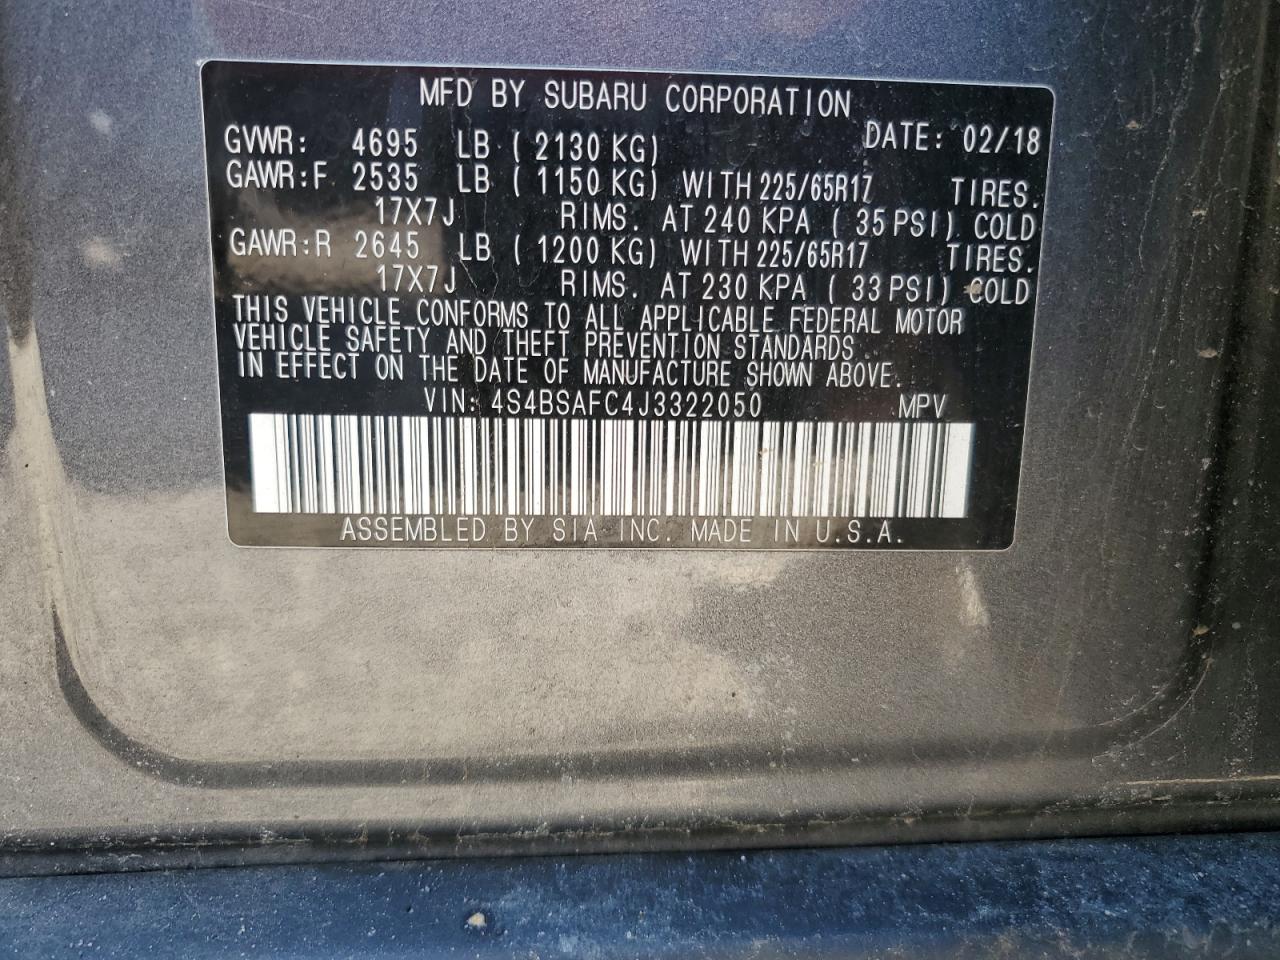 MFD BY SUBARU CORPORATION
GVWR: 4695 LB ( 2130 KG) DATE: 02/18
GAWR:F 2535 LB ( 1150 KG) WITH 225/65R17 TIRES.
17X7J RIMS. AT 240 KPA ( 35 PSI) COLD
GAWR:R 2645 LB ( 1200 KG) WITH 225/65R17 TIRES.
17X7J RIMS. AT 230 KPA ( 33 PSI) COLD
THIS VEHICLE CONFORMS TO ALL APPLICABLE FEDERAL MOTOR
VEHICLE SAFETY AND THEFT PREVENTION STANDARDS
IN EFFECT ON THE DATE OF MANUFACTURE SHOWN ABOVE.
VIN: 4S4BSAFC4J3322050 MPV
ASSEMBLED BY SIA INC. MADE IN U.S.A.